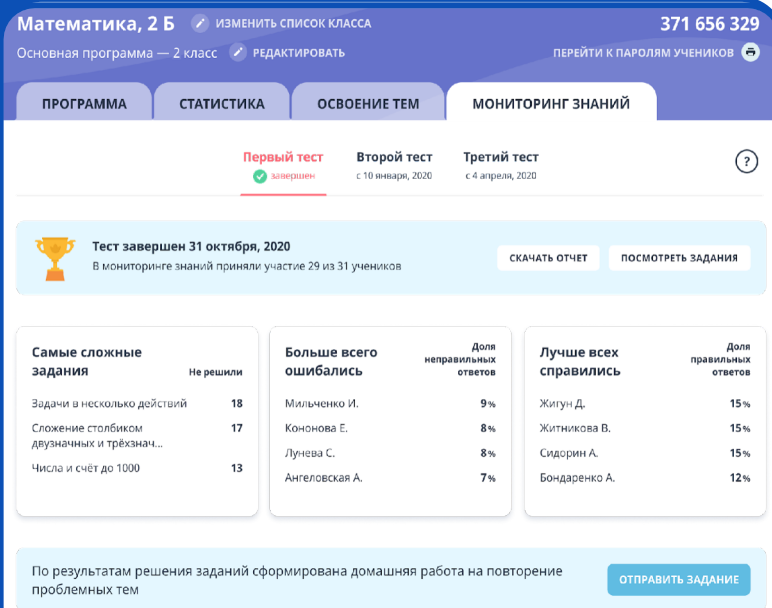 Математика, 2 Б
ИЗМЕНИТЬ СПИСОК КЛАССА
371 656 329
Основная программа — 2 класс
РЕДАКТИРОВАТЬ
ПЕРЕЙТИ К ПАРОЛЯМ УЧЕНИКОВ
ПРОГРАММА
СТАТИСТИКА
ОСВОЕНИЕ ТЕМ
МОНИТОРИНГ ЗНАНИЙ
Первый тест
завершен
Второй тест
с 10 января, 2020
Третий тест
с 4 апреля, 2020
?
Тест завершен 31 октября, 2020
В мониторинге знаний приняли участие 29 из 31 учеников
СКАЧАТЬ ОТЧЕТ
ПОСМОТРЕТЬ ЗАДАНИЯ
Самые сложные
задания
Не решили
Задачи в несколько действий 18
Сложение столбиком 17
двузначных и трёхзнач...
Числа и счёт до 1000 13
Больше всего
ошибались
Доля
неправильных
ответов
Мильченко И. 9%
Кононова Е. 8%
Лунева С. 8%
Ангеловская А. 7%
Лучше всех
справились
Доля
правильных
ответов
Жигун Д. 15%
Житникова В. 15%
Сидорин А. 15%
Бондаренко А. 12%
По результатам решения заданий сформирована домашняя работа на повторение
проблемных тем
ОТПРАВИТЬ ЗАДАНИЕ